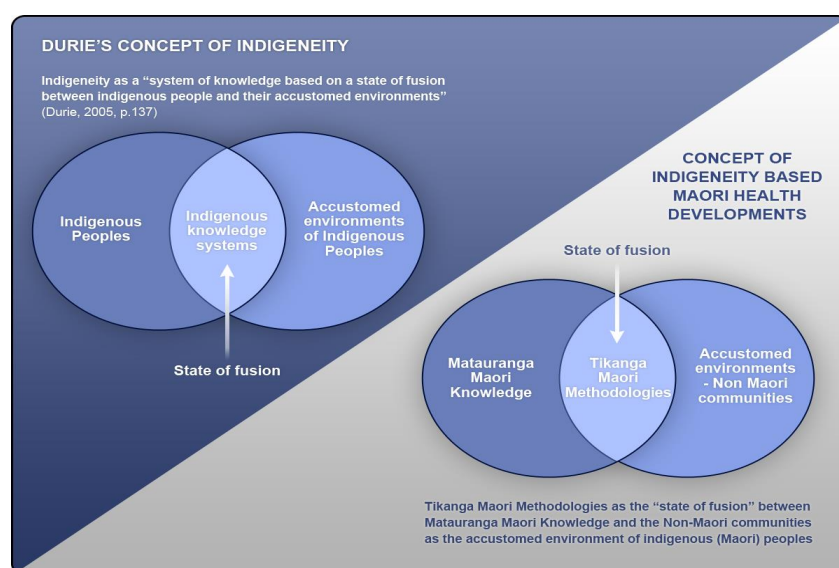 DURIE'S CONCEPT OF INDIGENEITY
Indigeneity as a “system of knowledge based on a state of fusion
between indigenous people and their accustomed environments”
(Durie, 2005, p.137)
Indigenous
Peoples
Indigenous
knowledge
systems
Accustomed
environments
of Indigenous
Peoples
State of fusion
CONCEPT OF
INDIGENEITY BASED
MAORI HEALTH
DEVELOPMENTS
State of fusion
Matauranga
Maori
Knowledge
Tikanga
Maori
Methodologies
Accustomed
environments
- Non Maori
communities
Tikanga Maori Methodologies as the “state of fusion” between
Matauranga Maori Knowledge and the Non-Maori communities
as the accustomed environment of indigenous (Maori) peoples